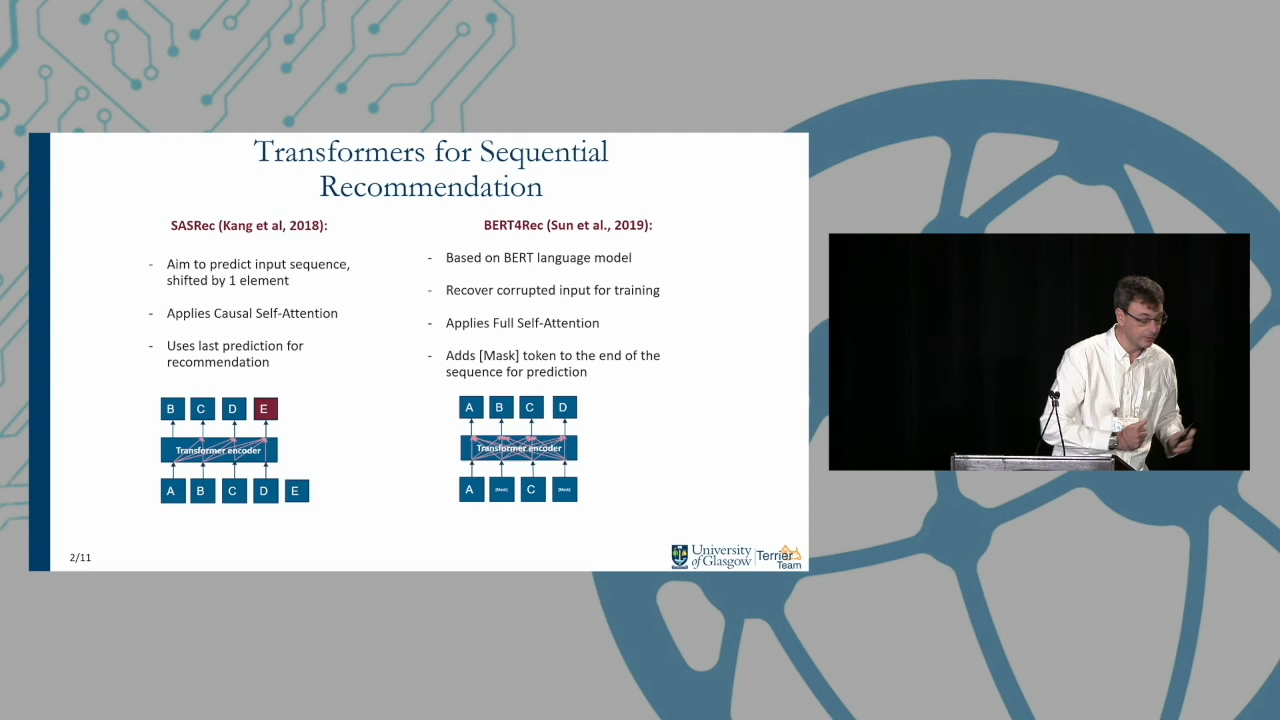 Transformers for Sequential
Recommendation
SASRec (Kang et al, 2018):
- Aim to predict input sequence,
shifted by 1 element
- Applies Causal Self-Attention
- Uses last prediction for
recommendation
B C D E
Transformer encoder
A B C D E
BERT4Rec (Sun et al., 2019):
- Based on BERT language model
- Recover corrupted input for training
- Applies Full Self-Attention
- Adds [Mask] token to the end of the
sequence for prediction
A B C D
Transformer encoder
A [Mask] C [Mask]
2/11
University
of Glasgow
Terrier
Team